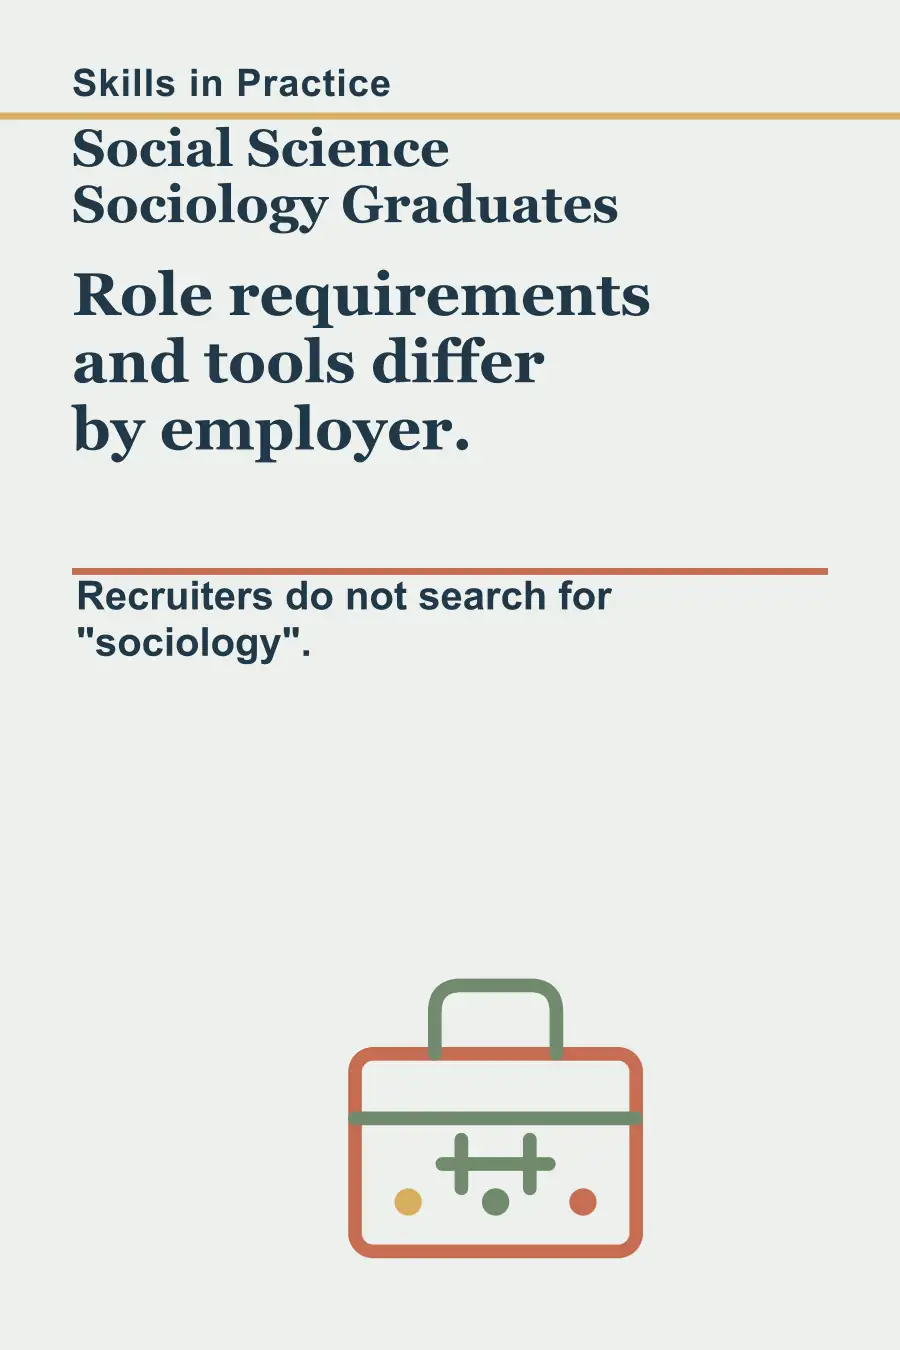 Skills in Practice
Social Science
Sociology Graduates
Role requirements
and tools differ
by employer.
Recruiters do not search for
"sociology".